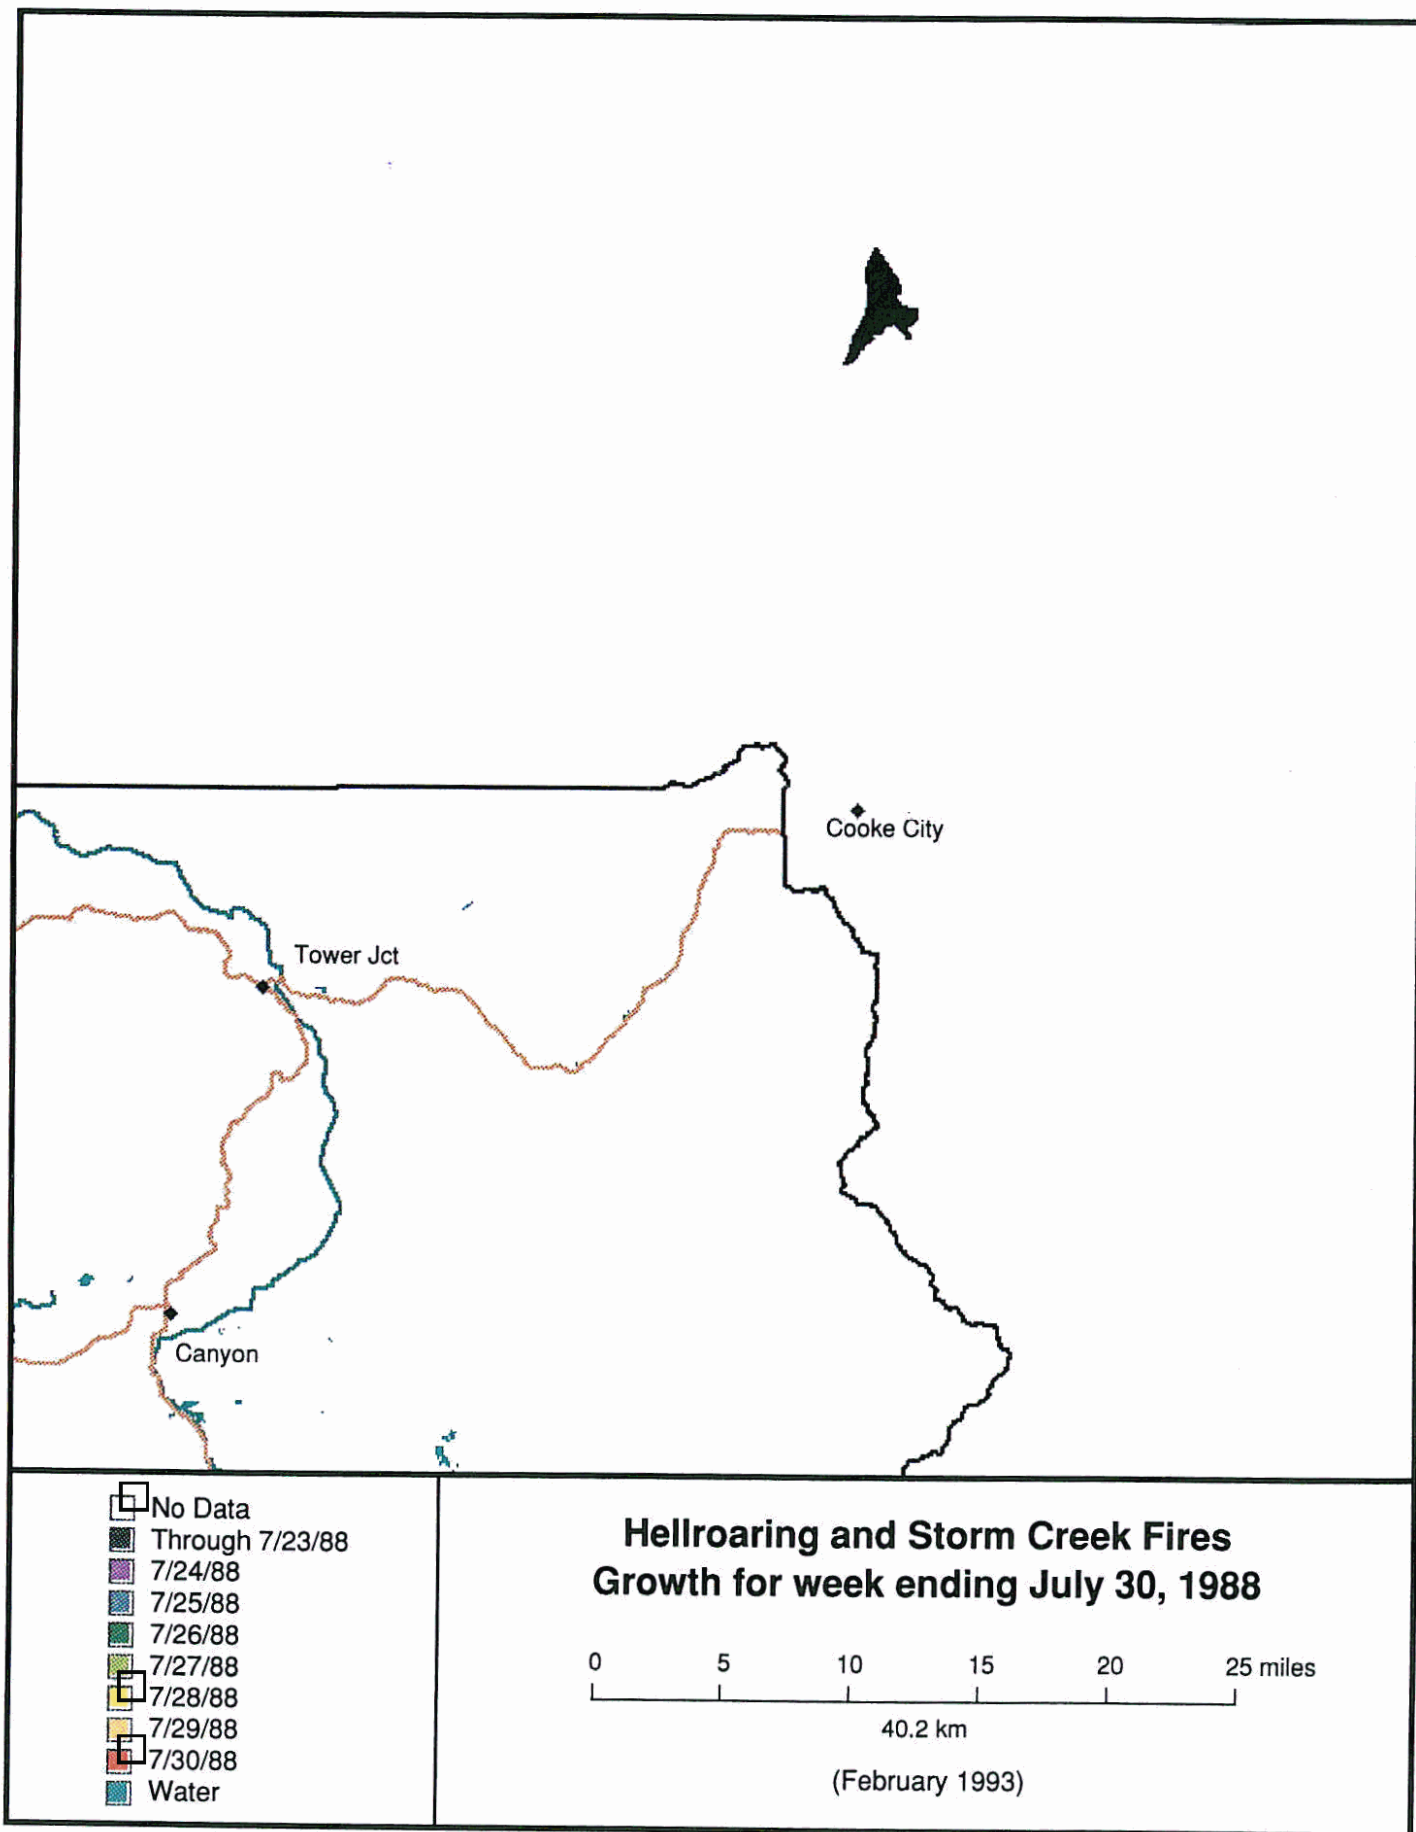 Cooke City
Tower Jct
Canyon
No Data
Through 7/23/88
7/24/88
7/25/88
7/26/88
7/27/88
7/28/88
7/29/88
7/30/88
Water
Hellroaring and Storm Creek Fires
Growth for week ending July 30, 1988
0 5 10 15 20 25 miles
40.2 km
(February 1993)